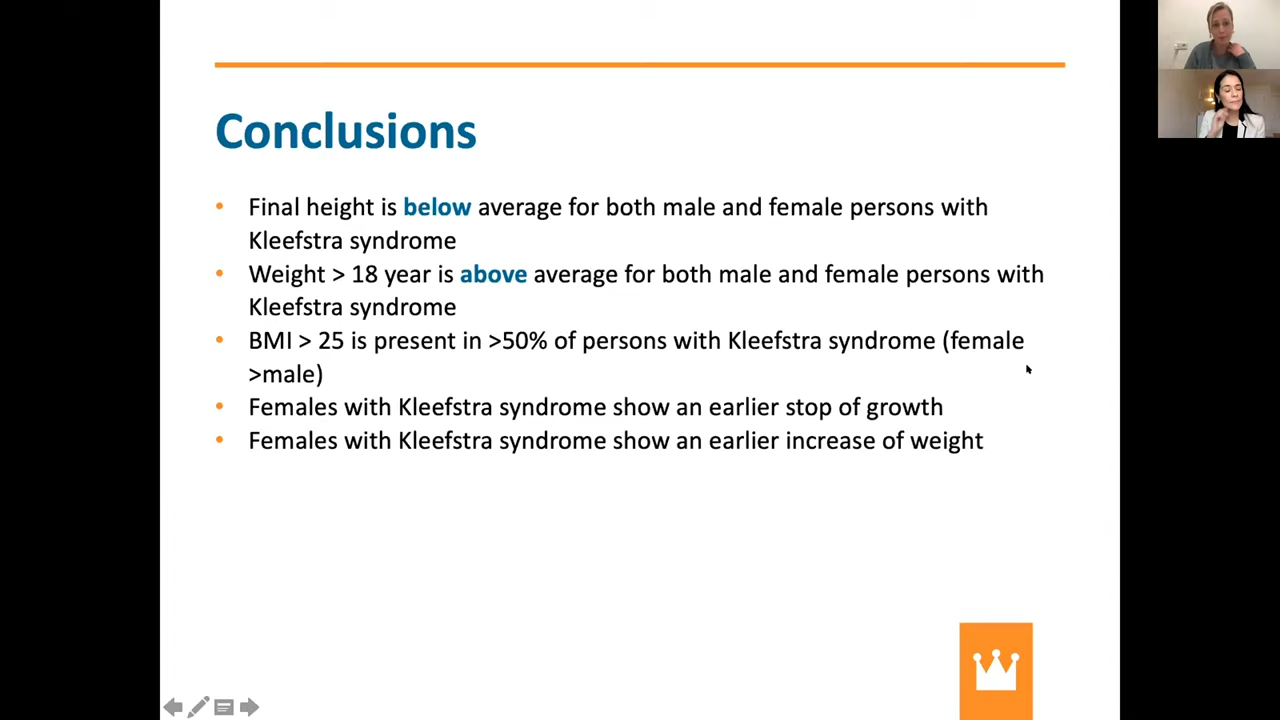 Conclusions
• Final height is below average for both male and female persons with
Kleefstra syndrome
• Weight > 18 year is above average for both male and female persons with
Kleefstra syndrome
• BMI > 25 is present in >50% of persons with Kleefstra syndrome (female
>male)
• Females with Kleefstra syndrome show an earlier stop of growth
• Females with Kleefstra syndrome show an earlier increase of weight